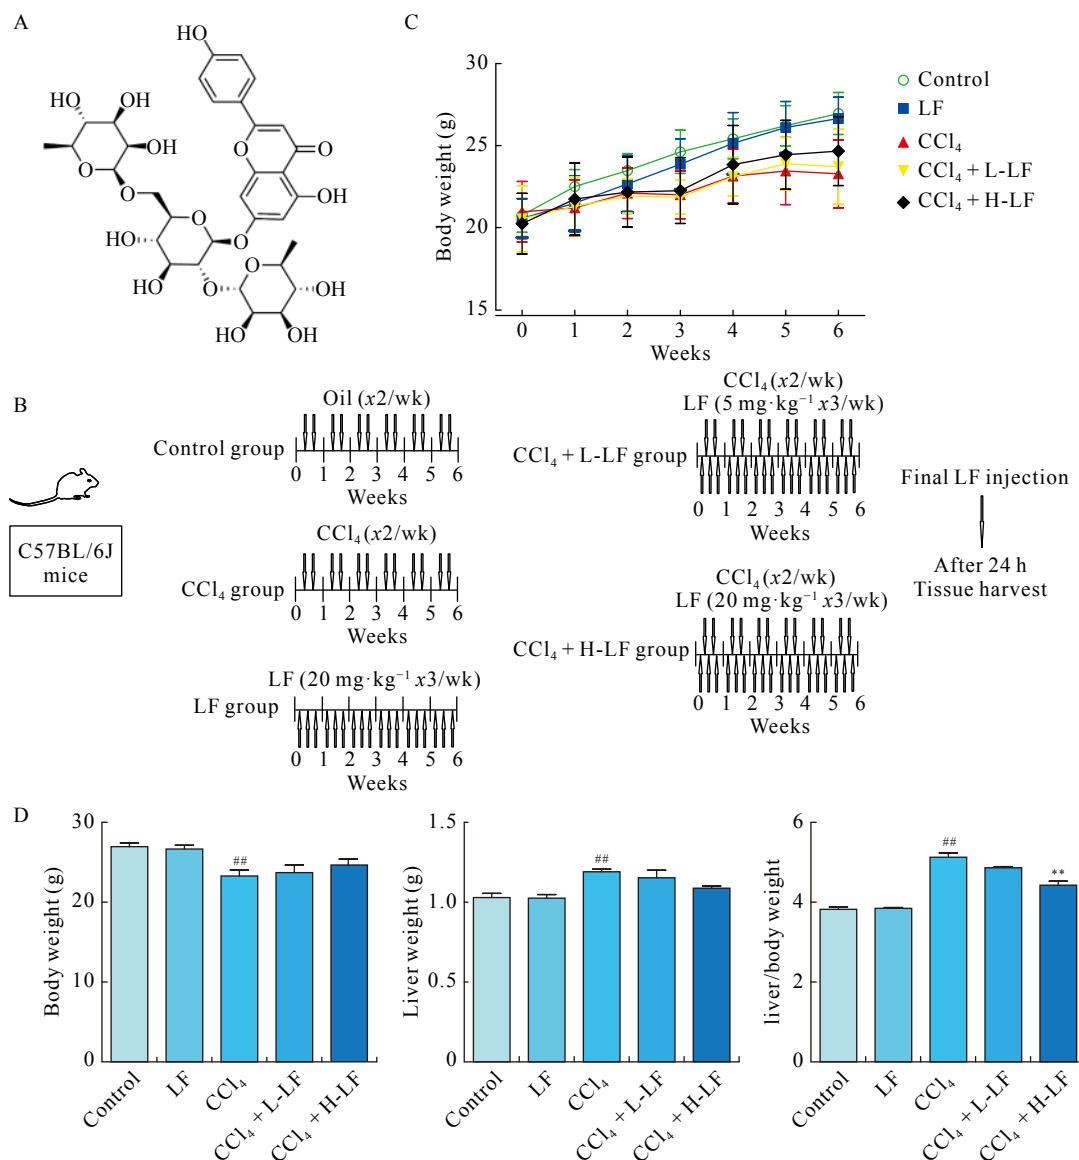 A
HO
HO
OH
OH
O
O
O
O
OH
HO
HO
O
O
O
O
OH
HO
OH
C
Body weight (g)
30
25
20
15
0 1 2 3 4 5 6
Weeks
Control
LF
CCl₄
CCl₄ + L-LF
CCl₄ + H-LF
B
C57BL/6J
mice
Oil (x2/wk)
Control group
0 1 2 3 4 5 6
Weeks
CCl₄ (x2/wk)
CCl₄ group
0 1 2 3 4 5 6
Weeks
LF (20 mg·kg⁻¹ x3/wk)
LF group
0 1 2 3 4 5 6
Weeks
CCl₄ (x2/wk)
LF (5 mg·kg⁻¹ x3/wk)
CCl₄ + L-LF group
0 1 2 3 4 5 6
Weeks
CCl₄ (x2/wk)
LF (20 mg·kg⁻¹ x3/wk)
CCl₄ + H-LF group
0 1 2 3 4 5 6
Weeks
Final LF injection
After 24 h
Tissue harvest
D
Body weight (g)
30
20
10
0
##
Control
LF
CCl₄
CCl₄ + L-LF
CCl₄ + H-LF
Liver weight (g)
1.5
1.0
0.5
0
##
Control
LF
CCl₄
CCl₄ + L-LF
CCl₄ + H-LF
liver/body weight
6
4
2
0
##
**
Control
LF
CCl₄
CCl₄ + L-LF
CCl₄ + H-LF